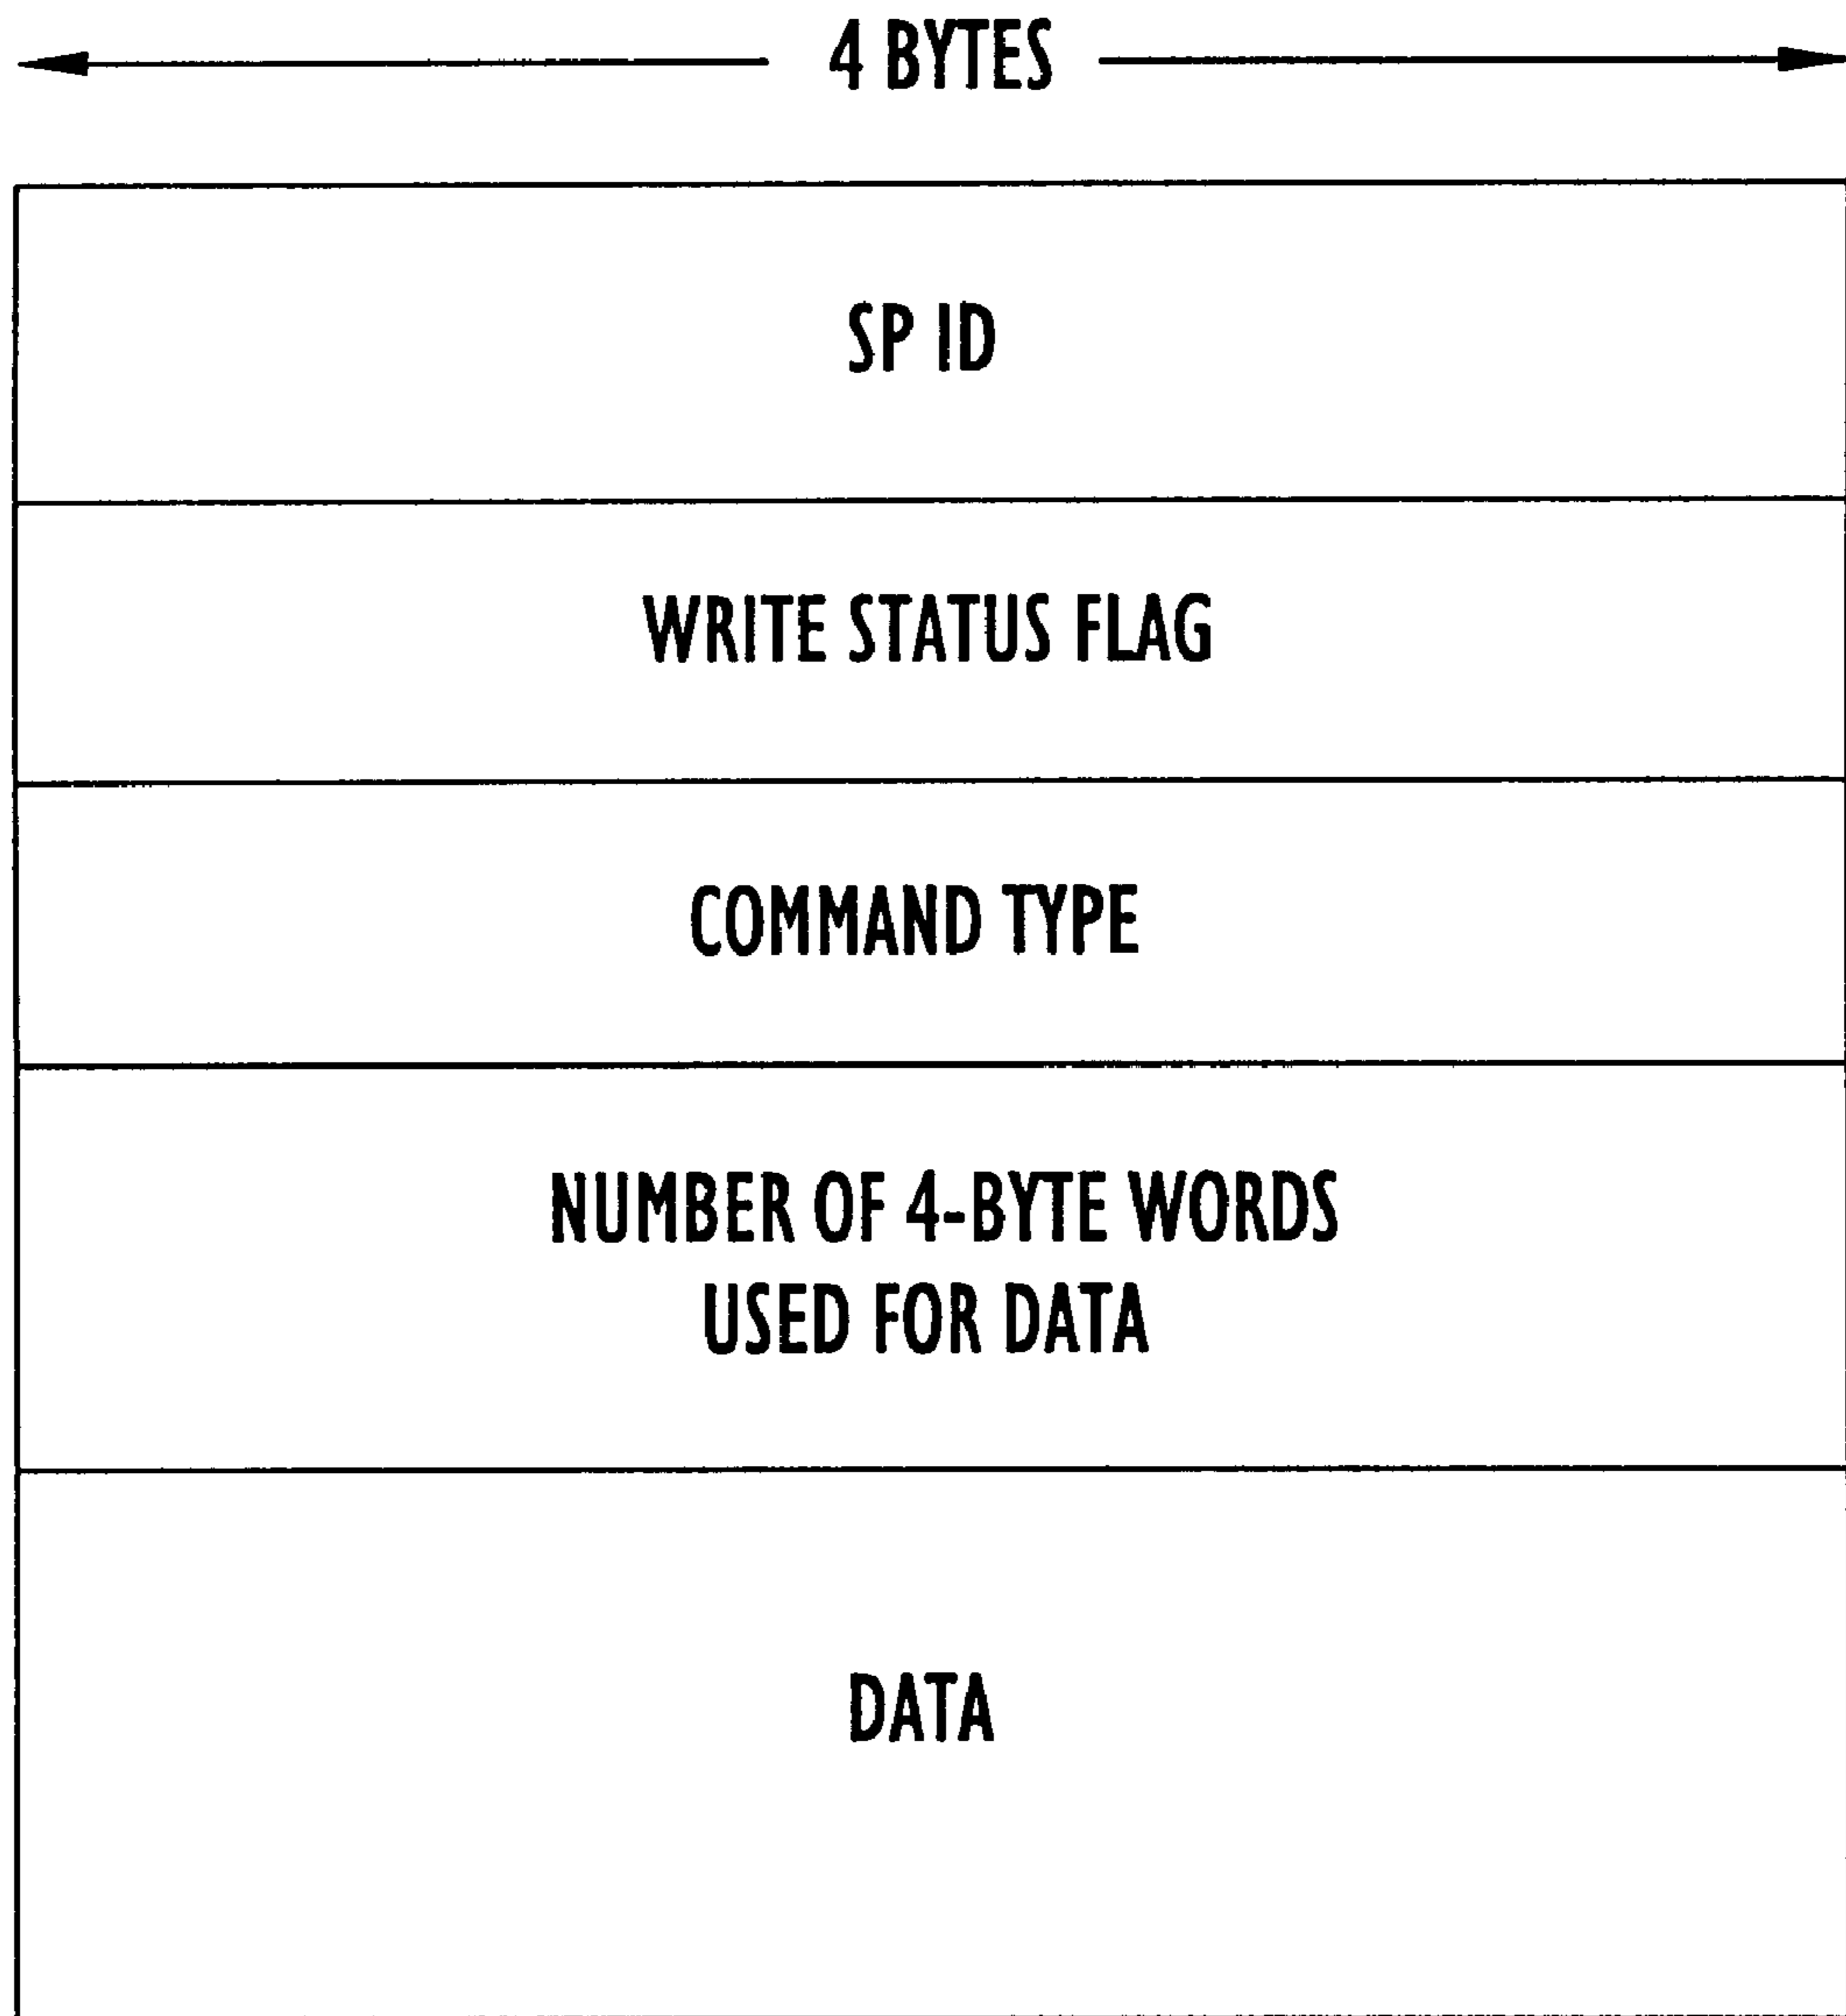 4 BYTES
SP ID
WRITE STATUS FLAG
COMMAND TYPE
NUMBER OF 4-BYTE WORDS
USED FOR DATA
DATA